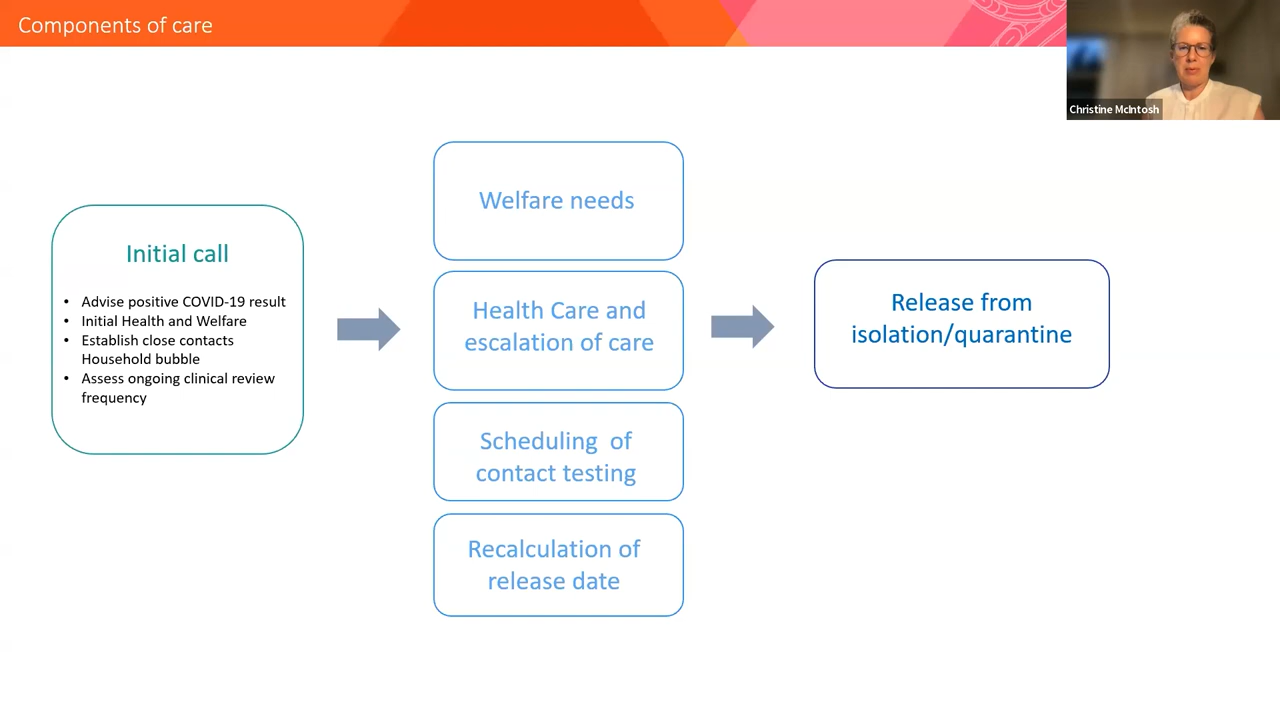 Components of care
Christine McIntosh
Initial call
• Advise positive COVID-19 result
• Initial Health and Welfare
• Establish close contacts
Household bubble
• Assess ongoing clinical review
frequency
Welfare needs
Health Care and
escalation of care
Scheduling of
contact testing
Recalculation of
release date
Release from
isolation/quarantine